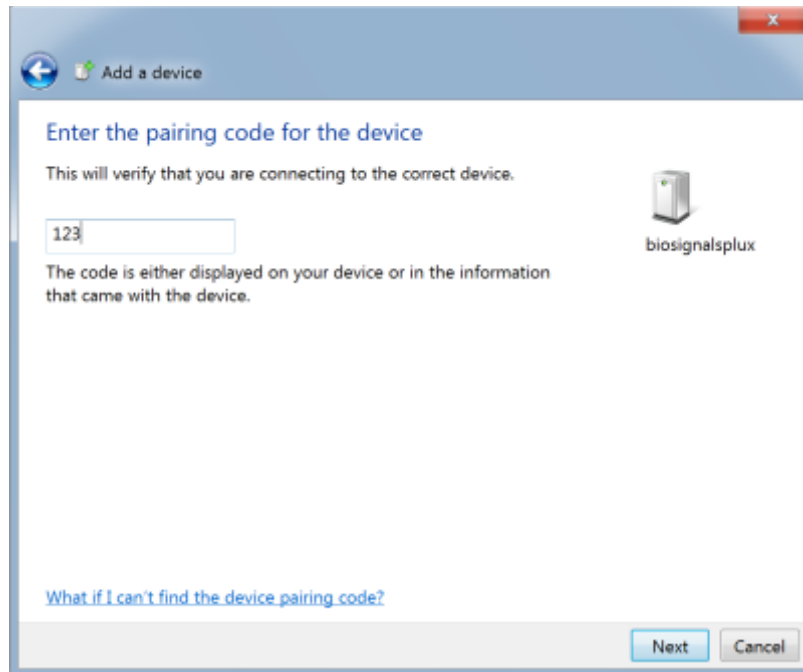 Add a device
Enter the pairing code for the device
This will verify that you are connecting to the correct device.
123
biosignalsplux
The code is either displayed on your device or in the information
that came with the device.
What if I can't find the device pairing code?
Next Cancel